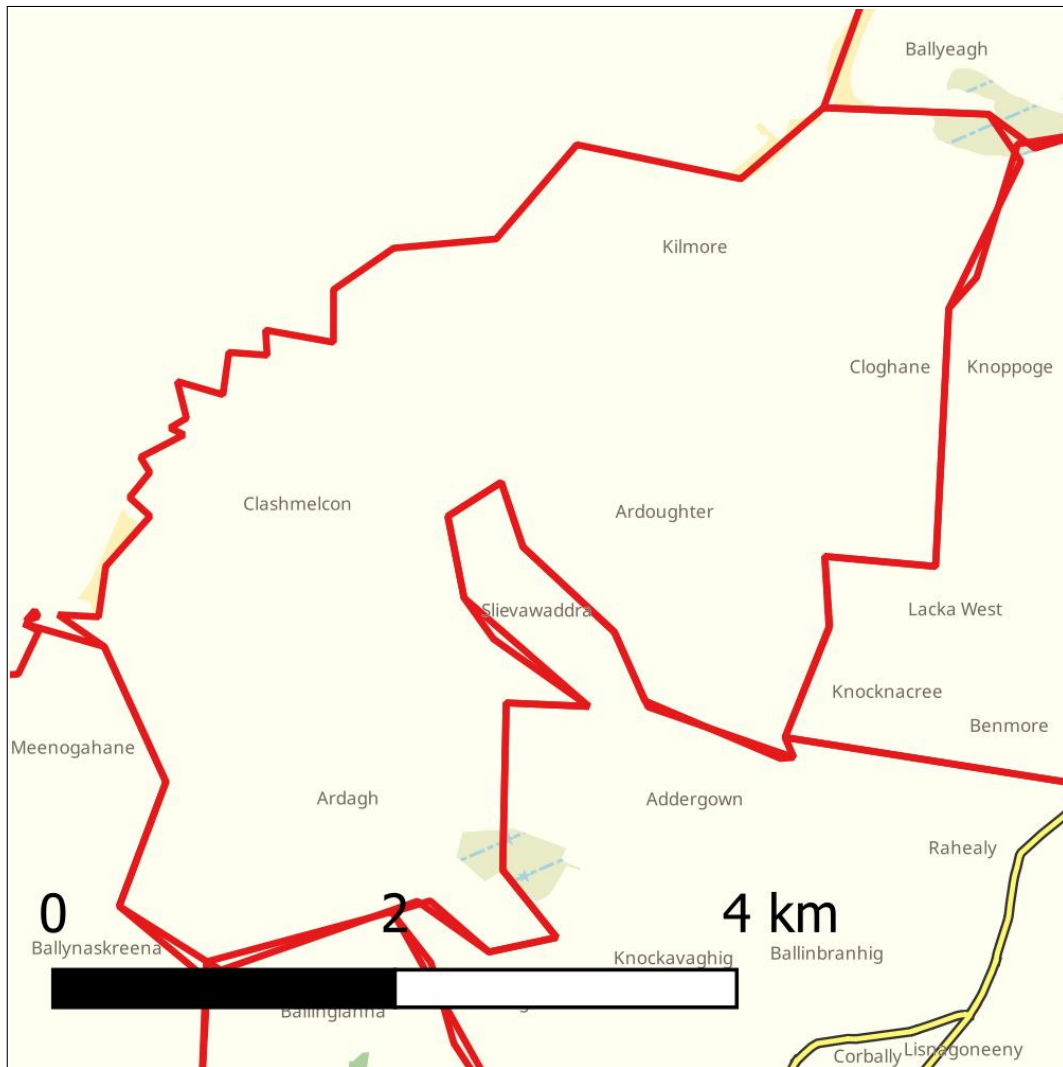 Ballyeagh
Kilmore
Cloghane
Knoppoge
Clashmelcon
Ardoughter
Slievawaddra
Lacka West
Knocknacree
Benmore
Meenogahane
Ardagh
Addergown
Rahealy
0 2 4 km
Ballynaskreena
Knockavaghig
Ballinbranhig
Ballinglanna
Corbally
Lisnagoneeny